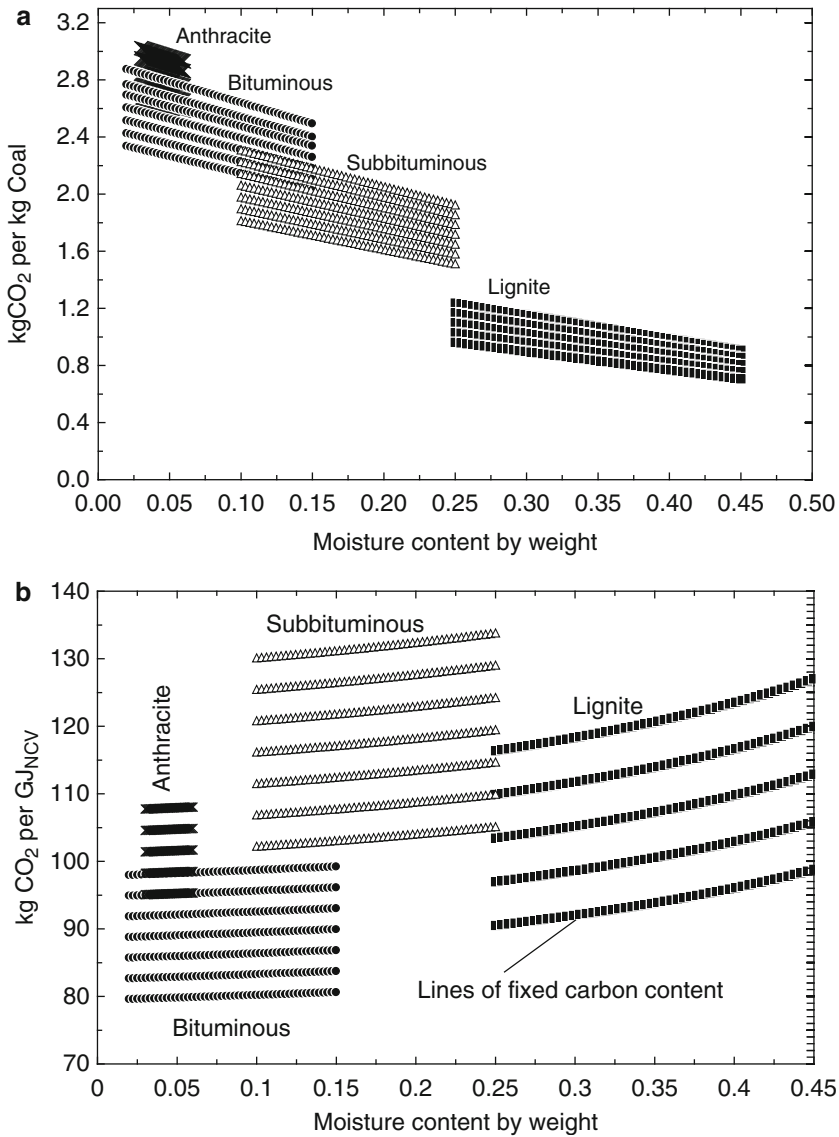 a
3.2
2.8
2.4
2.0
1.6
1.2
0.8
0.4
0.0
kgCO₂ per kg Coal
Anthracite
Bituminous
Subbituminous
Lignite
0.00 0.05 0.10 0.15 0.20 0.25 0.30 0.35 0.40 0.45 0.50
Moisture content by weight
b
140
130
120
110
100
90
80
70
kg CO₂ per GJ_NCV
Subbituminous
Anthracite
Lignite
Lines of fixed carbon content
Bituminous
0 0.05 0.1 0.15 0.2 0.25 0.3 0.35 0.4 0.45
Moisture content by weight